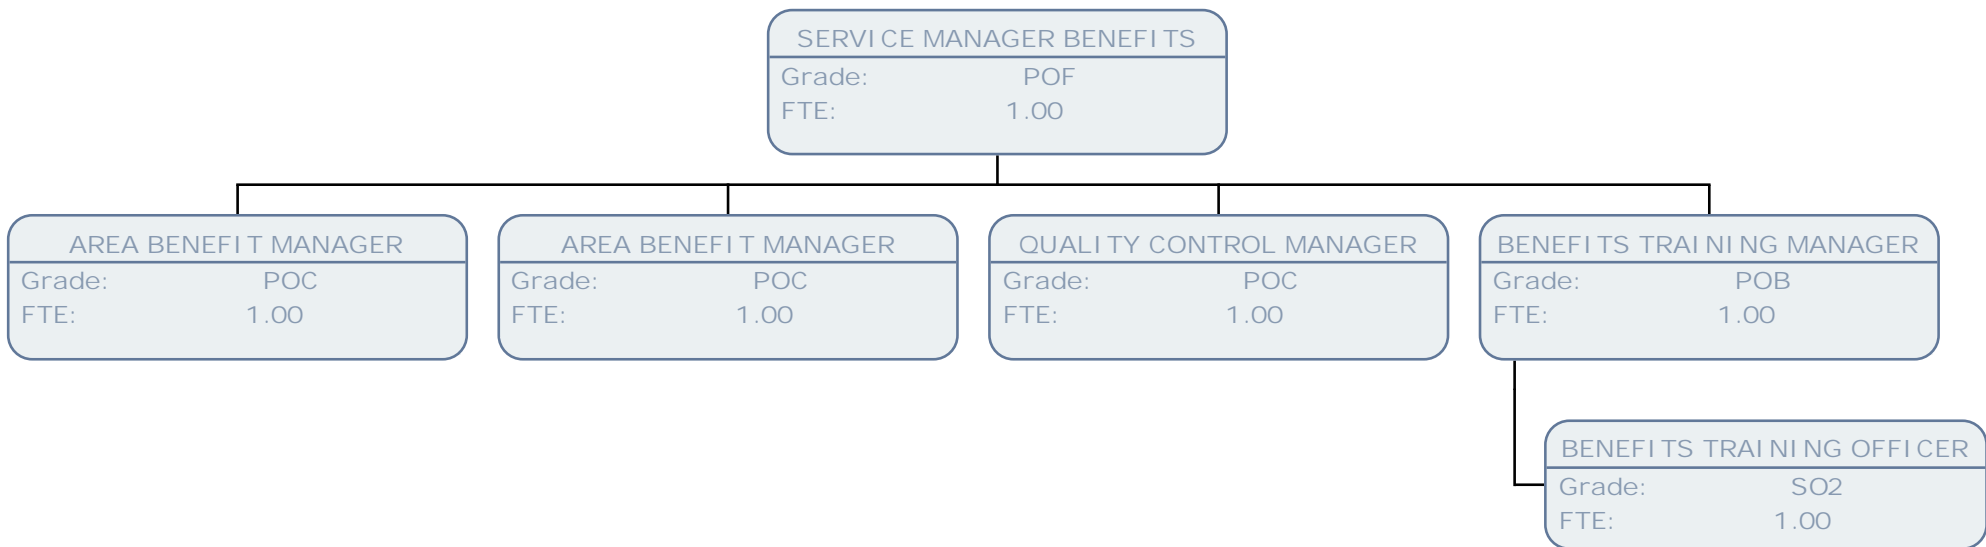 SERVICE MANAGER BENEFITS
Grade: POF
FTE: 1.00
AREA BENEFIT MANAGER
Grade: POC
FTE: 1.00
AREA BENEFIT MANAGER
Grade: POC
FTE: 1.00
QUALITY CONTROL MANAGER
Grade: POC
FTE: 1.00
BENEFITS TRAINING MANAGER
Grade: POB
FTE: 1.00
BENEFITS TRAINING OFFICER
Grade: SO2
FTE: 1.00